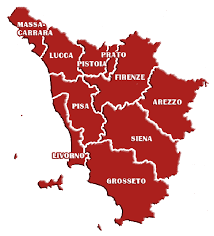 MASSA-
CARRARA
LUCCA
PRATO
PISTOIA
FIRENZE
PISA
AREZZO
SIENA
LIVORNO
GROSSETO